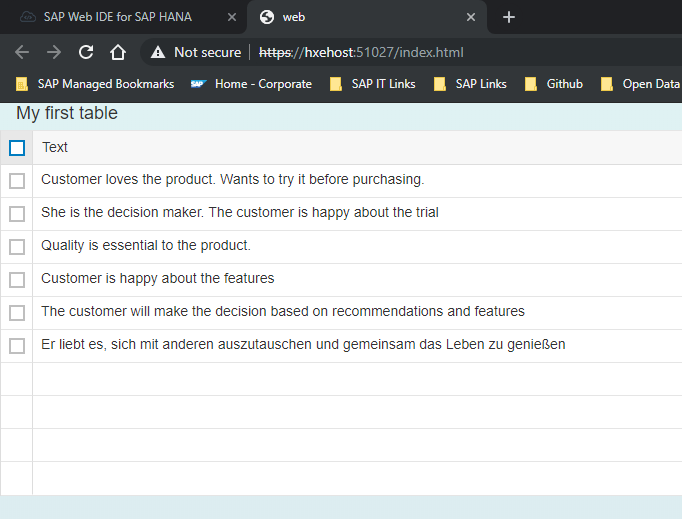 SAP Web IDE for SAP HANA
web
Not secure https://hxehost:51027/index.html
SAP Managed Bookmarks SAP Home - Corporate SAP IT Links SAP Links Github Open Data
My first table
Text
Customer loves the product. Wants to try it before purchasing.
She is the decision maker. The customer is happy about the trial
Quality is essential to the product.
Customer is happy about the features
The customer will make the decision based on recommendations and features
Er liebt es, sich mit anderen auszutauschen und gemeinsam das Leben zu genießen